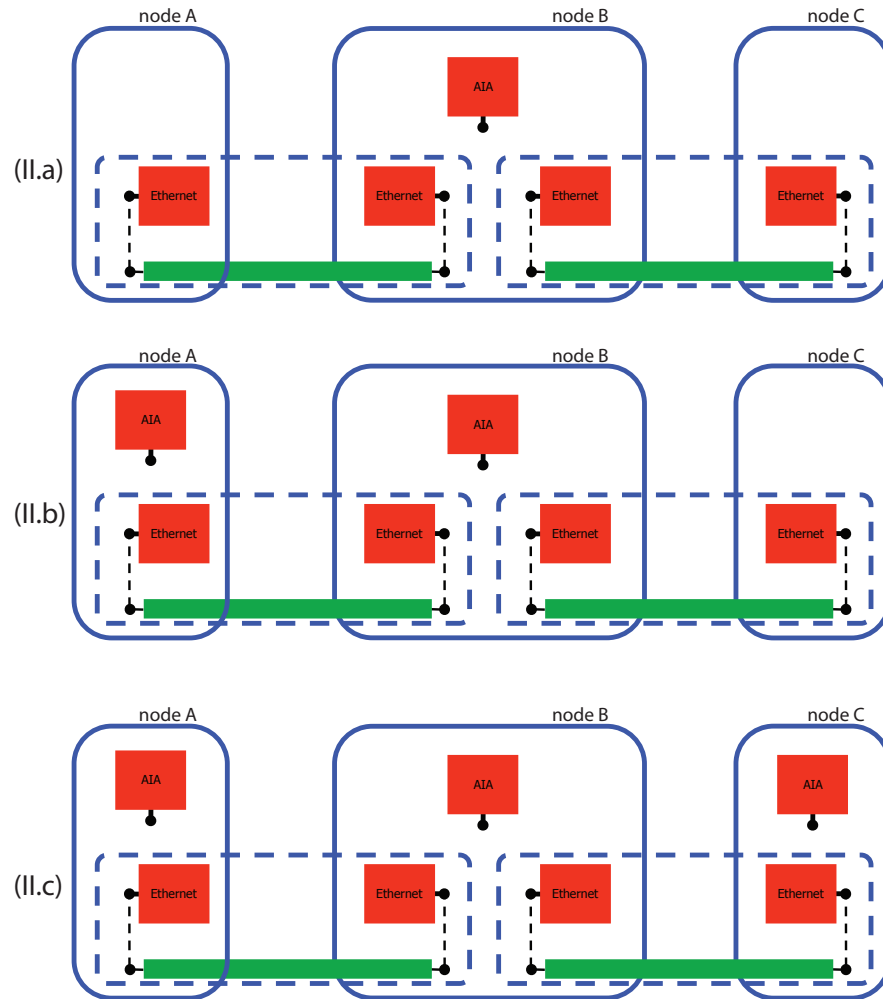 node A node B node C
AIA
(II.a)
Ethernet Ethernet Ethernet Ethernet
node A node B node C
AIA AIA
(II.b)
Ethernet Ethernet Ethernet Ethernet
node A node B node C
AIA AIA AIA
(II.c)
Ethernet Ethernet Ethernet Ethernet